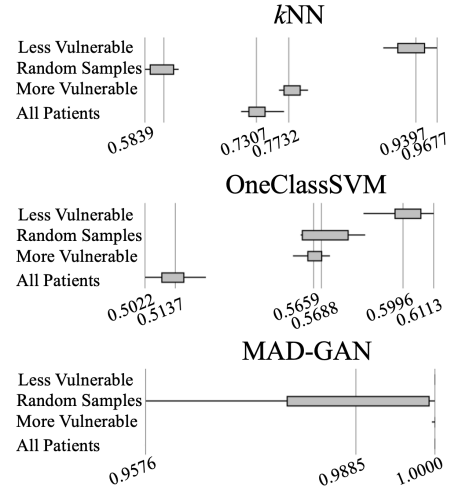 kNN
Less Vulnerable
Random Samples
More Vulnerable
All Patients
0.5839 0.7307 0.7732 0.9397 0.9677
OneClassSVM
Less Vulnerable
Random Samples
More Vulnerable
All Patients
0.5022 0.5137 0.5659 0.5688 0.5996 0.6113
MAD-GAN
Less Vulnerable
Random Samples
More Vulnerable
All Patients
0.9576 0.9885 1.0000